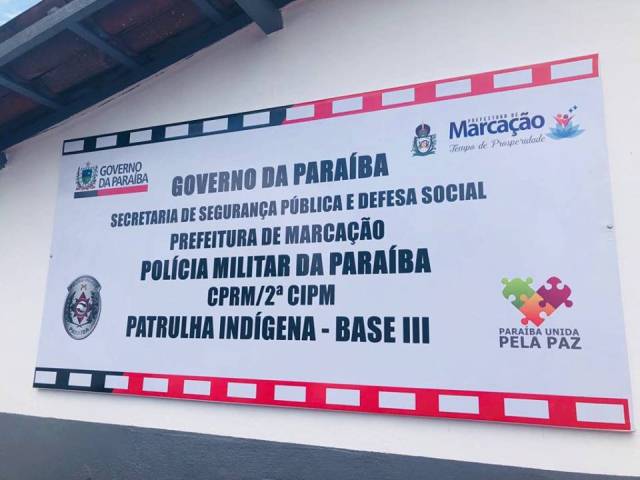 GOVERNO
DA PARAÍBA
PREFEITURA DE
Marcação
Tempo de Prosperidade
GOVERNO DA PARAÍBA
SECRETARIA DE SEGURANÇA PÚBLICA E DEFESA SOCIAL
PREFEITURA DE MARCAÇÃO
POLÍCIA MILITAR DA PARAÍBA
CPRM/2ª CIPM
PATRULHA INDÍGENA - BASE III
PARAÍBA
PARAÍBA UNIDA
PELA PAZ